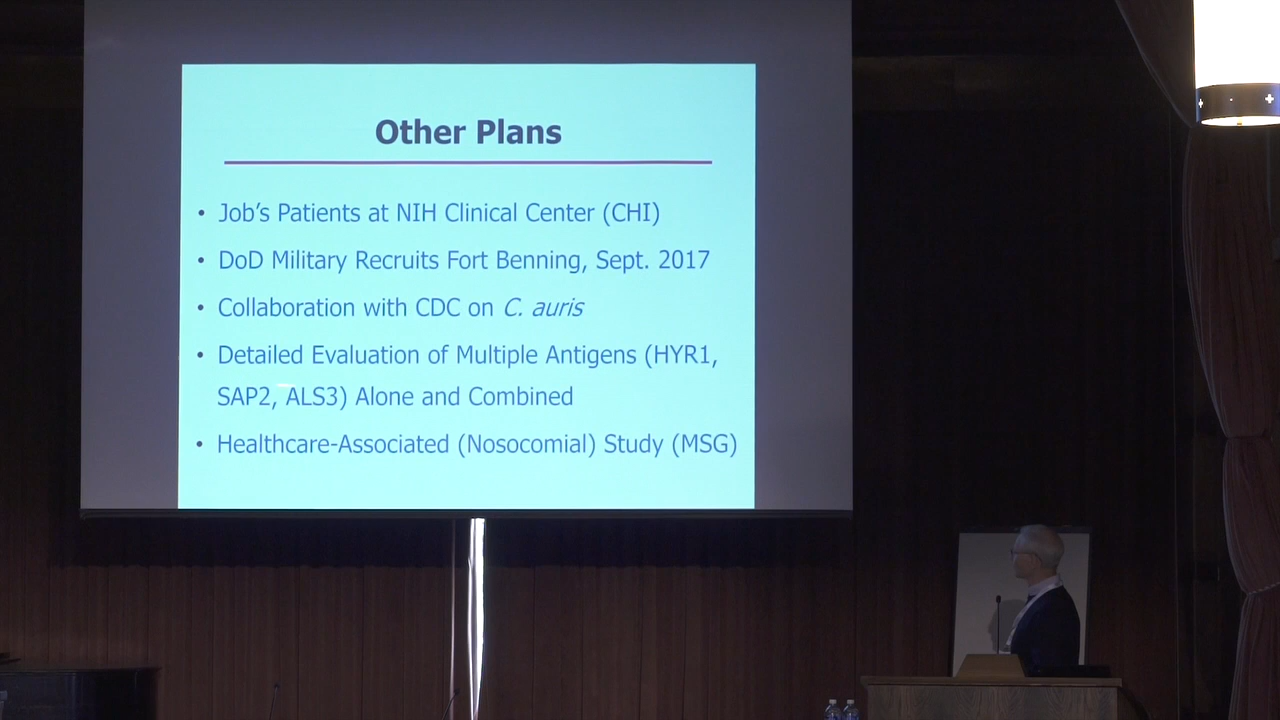 Other Plans
• Job's Patients at NIH Clinical Center (CHI)
• DoD Military Recruits Fort Benning, Sept. 2017
• Collaboration with CDC on C. auris
• Detailed Evaluation of Multiple Antigens (HYR1,
SAP2, ALS3) Alone and Combined
• Healthcare-Associated (Nosocomial) Study (MSG)